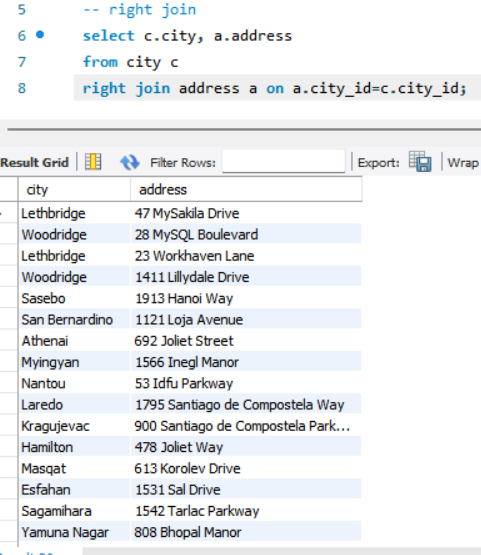 5 -- right join
6 select c.city, a.address
7 from city c
8 right join address a on a.city_id=c.city_id;
Result Grid Filter Rows: Export: Wrap
city address
Lethbridge 47 MySakila Drive
Woodridge 28 MySQL Boulevard
Lethbridge 23 Workhaven Lane
Woodridge 1411 Lillydale Drive
Sasebo 1913 Hanoi Way
San Bernardino 1121 Loja Avenue
Athenai 692 Joliet Street
Myingyan 1566 Inegl Manor
Nantou 53 Idfu Parkway
Laredo 1795 Santiago de Compostela Way
Kragujevac 900 Santiago de Compostela Park...
Hamilton 478 Joliet Way
Masqat 613 Korolev Drive
Esfahan 1531 Sal Drive
Sagamihara 1542 Tarlac Parkway
Yamuna Nagar 808 Bhopal Manor